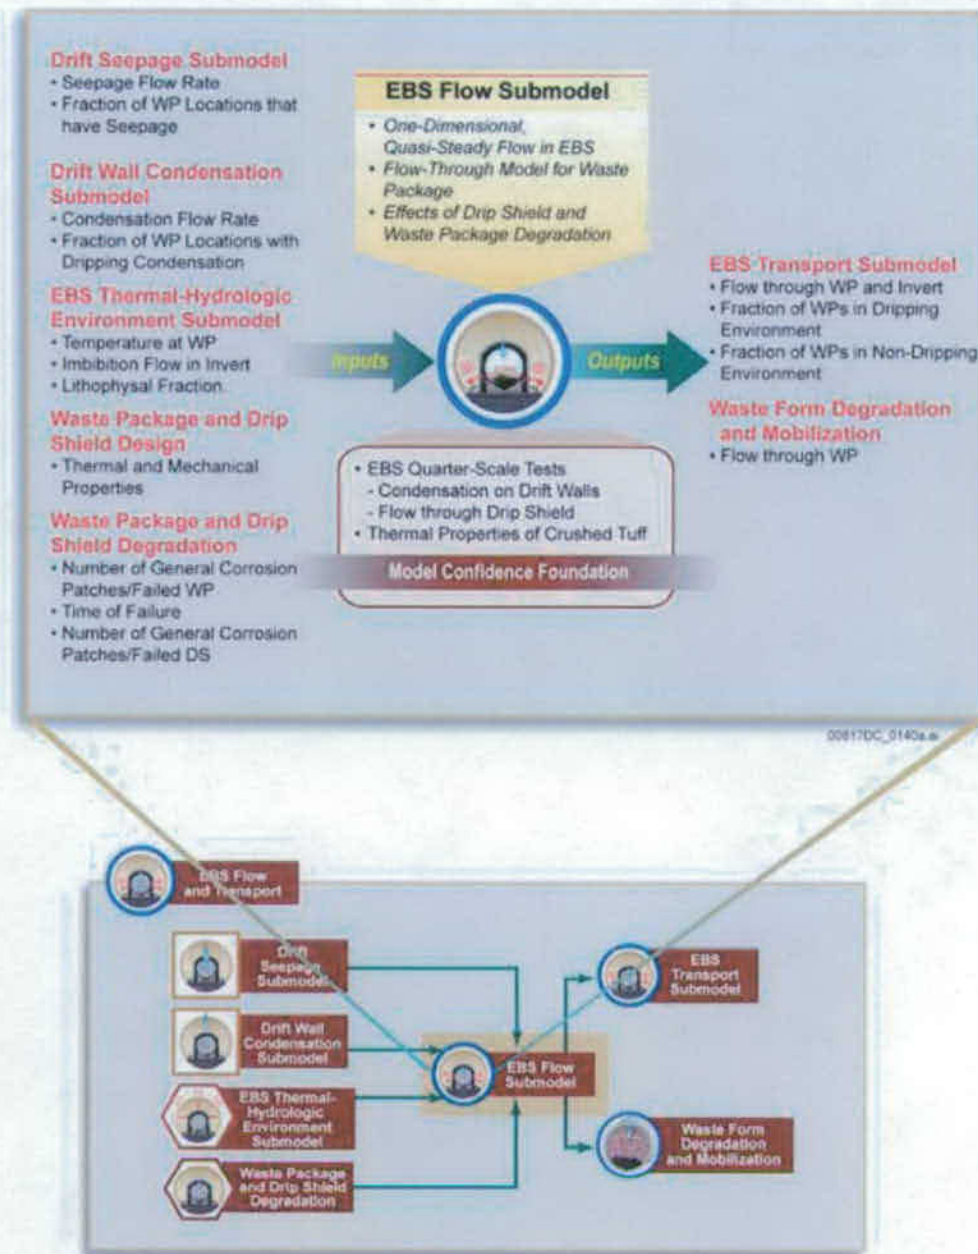 Drift Seepage Submodel
• Seepage Flow Rate
• Fraction of WP Locations that
have Seepage
Drift Wall Condensation
Submodel
• Condensation Flow Rate
• Fraction of WP Locations with
Dripping Condensation
EBS Thermal-Hydrologic
Environment Submodel
• Temperature at WP
• Imbibition Flow in Invert
• Lithophysal Fraction
Waste Package and Drip
Shield Design
• Thermal and Mechanical
Properties
Waste Package and Drip
Shield Degradation
• Number of General Corrosion
Patches/Failed WP
• Time of Failure
• Number of General Corrosion
Patches/Failed DS
EBS Flow Submodel
• One-Dimensional,
Quasi-Steady Flow in EBS
• Flow-Through Model for Waste
Package
• Effects of Drip Shield and
Waste Package Degradation
Inputs
Outputs
• EBS Quarter-Scale Tests
- Condensation on Drift Walls
- Flow through Drip Shield
• Thermal Properties of Crushed Tuff
Model Confidence Foundation
EBS Transport Submodel
• Flow through WP and Invert
• Fraction of WPs in Dripping
Environment
• Fraction of WPs in Non-Dripping
Environment
Waste Form Degradation
and Mobilization
• Flow through WP
00817DC_0140a.ai
EBS Flow
and Transport
Drift
Seepage
Submodel
Drift Wall
Condensation
Submodel
EBS Thermal-
Hydrologic
Environment
Submodel
Waste Package
and Drip Shield
Degradation
EBS Flow
Submodel
EBS
Transport
Submodel
Waste Form
Degradation
and Mobilization